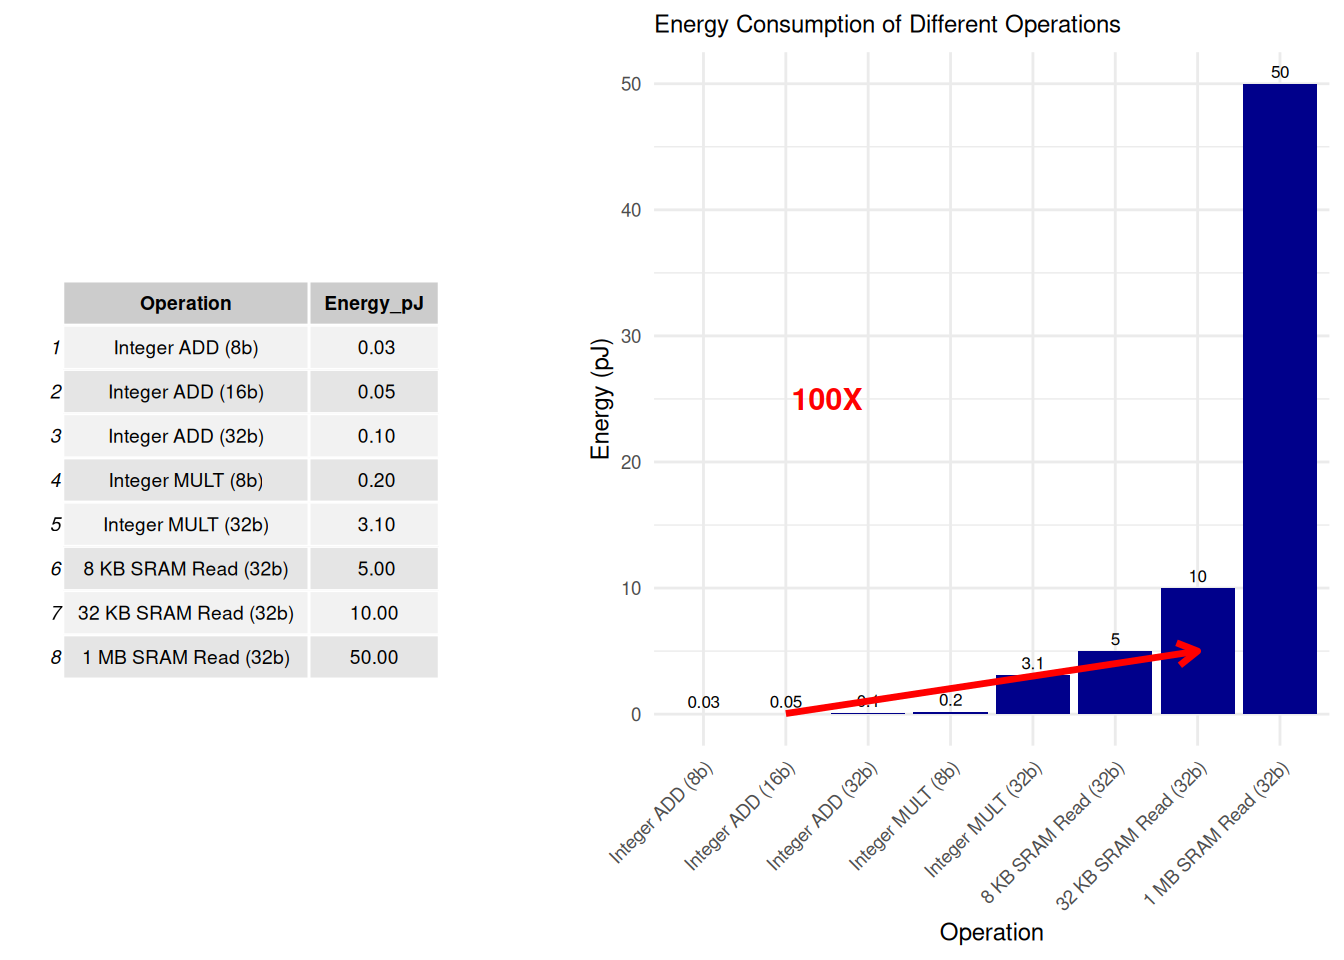 Operation Energy_pJ
1 Integer ADD (8b) 0.03
2 Integer ADD (16b) 0.05
3 Integer ADD (32b) 0.10
4 Integer MULT (8b) 0.20
5 Integer MULT (32b) 3.10
6 8 KB SRAM Read (32b) 5.00
7 32 KB SRAM Read (32b) 10.00
8 1 MB SRAM Read (32b) 50.00
Energy Consumption of Different Operations
Energy (pJ)
50
40
30
20
10
0
100X
0.03
0.05
0.1
0.2
3.1
5
10
50
Integer ADD (8b)
Integer ADD (16b)
Integer ADD (32b)
Integer MULT (8b)
Integer MULT (32b)
8 KB SRAM Read (32b)
32 KB SRAM Read (32b)
1 MB SRAM Read (32b)
Operation